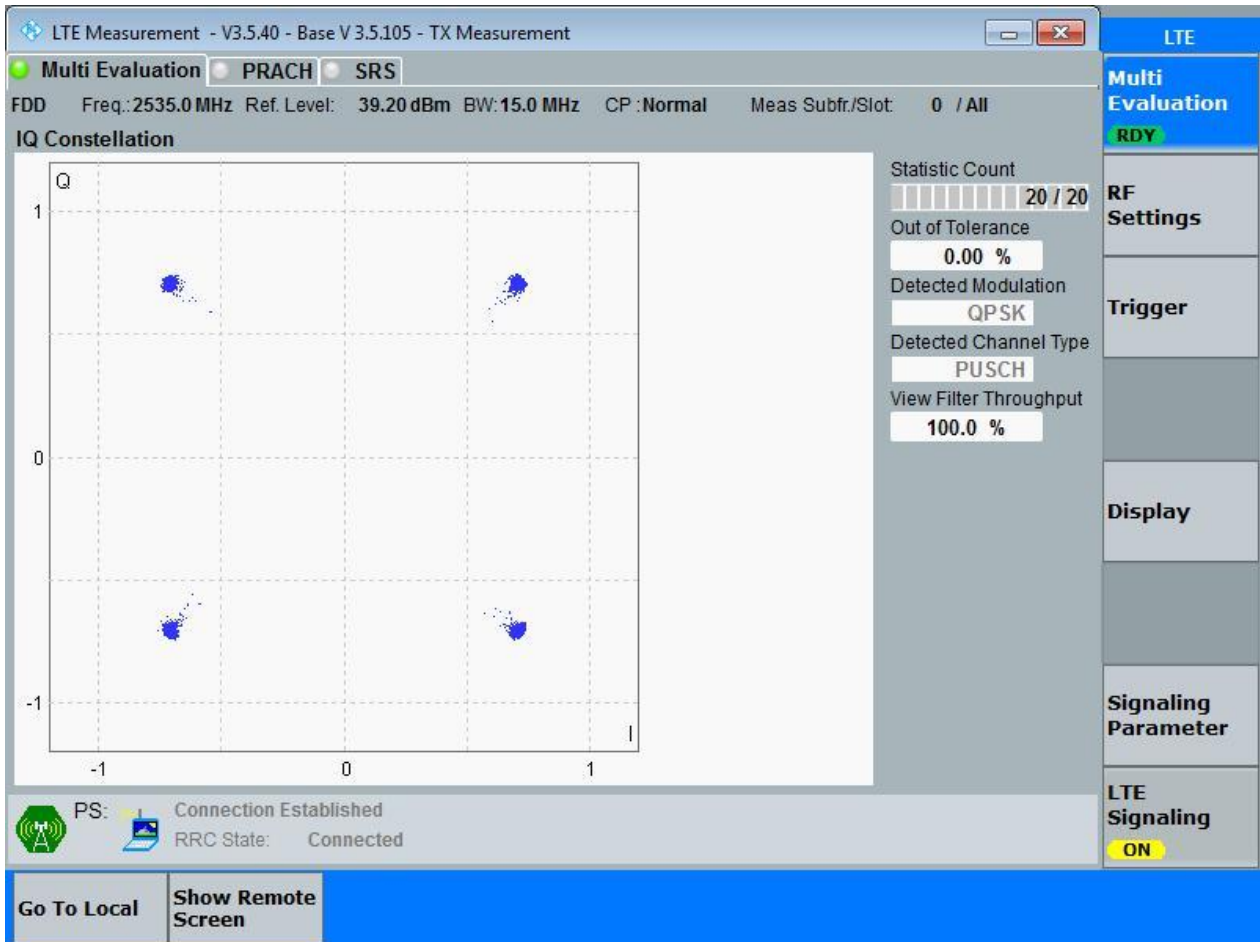 LTE Measurement - V3.5.40 - Base V 3.5.105 - TX Measurement
LTE
Multi Evaluation PRACH SRS
Multi
Evaluation
RDY
FDD Freq.: 2535.0 MHz Ref. Level: 39.20 dBm BW: 15.0 MHz CP : Normal Meas Subfr./Slot: 0 / All
IQ Constellation
Q
1
0
-1
I
-1 0 1
Statistic Count
20 / 20
Out of Tolerance
0.00 %
Detected Modulation
QPSK
Detected Channel Type
PUSCH
View Filter Throughput
100.0 %
RF
Settings
Trigger
Display
Signaling
Parameter
LTE
Signaling
ON
PS: Connection Established
RRC State: Connected
Go To Local
Show Remote
Screen